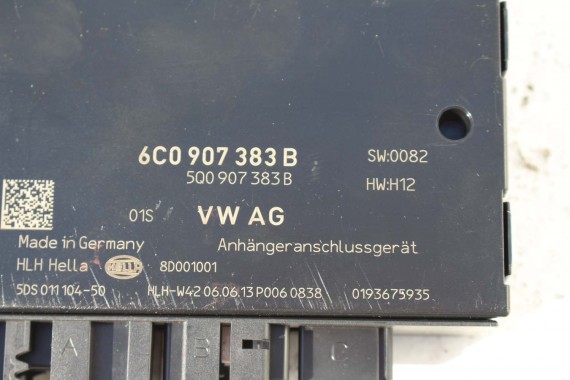 6C0 907 383 B SW:0082
5Q0 907 383 B HW:H12
01S VW AG
Made in Germany Anhängeranschlussgerät
HLH Hella HELLA 8D001001
5DS 011 104-50 HLH-W42 06.06.13 P006 0838 0193675935
A B C